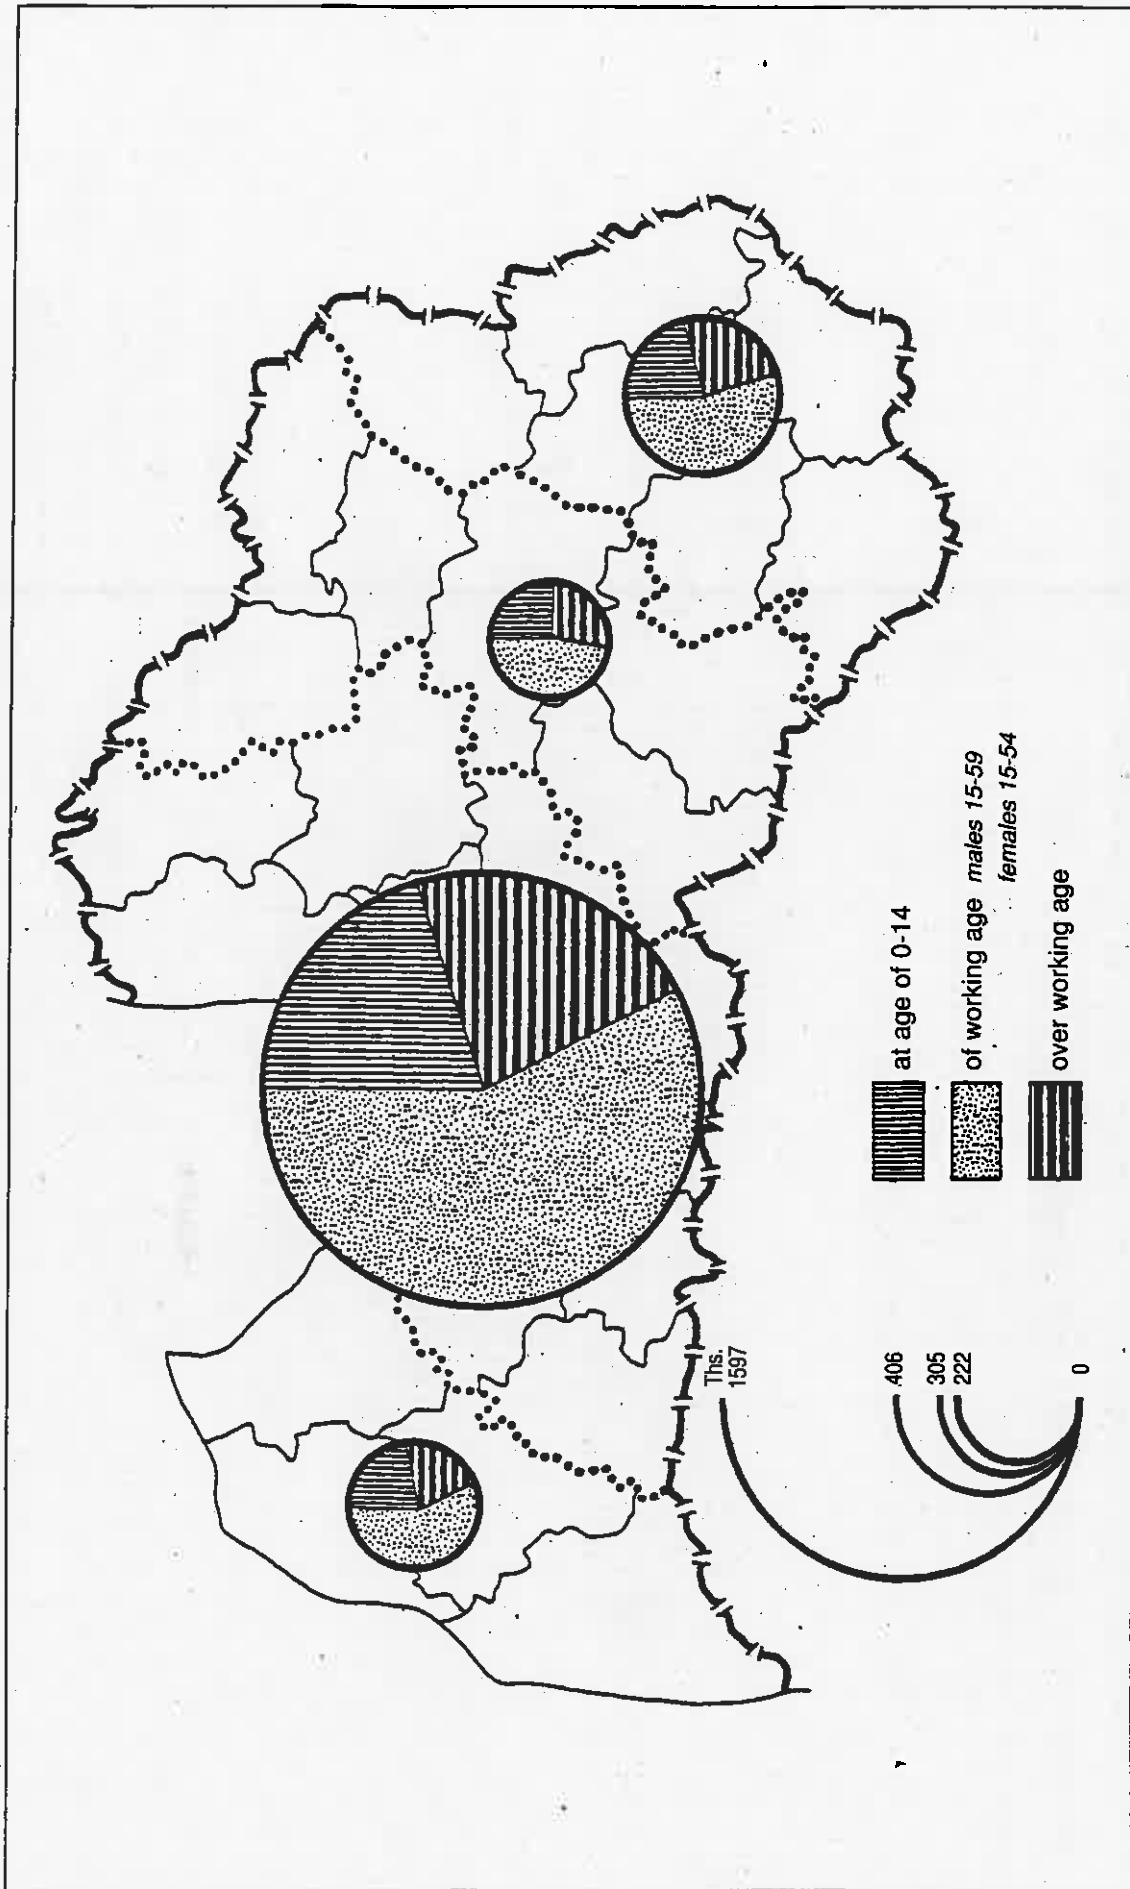 at age of 0-14
of working age males 15-59
females 15-54
over working age
Ths.
1597
406
305
222
0